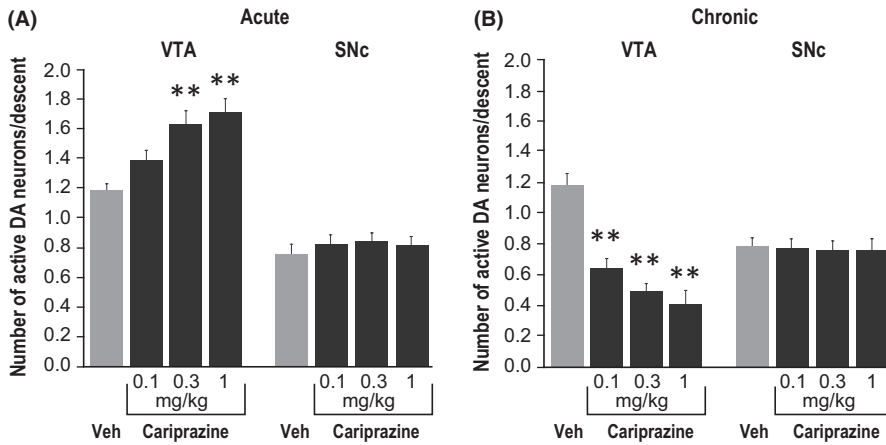 (A)
Acute
VTA
SNc
Number of active DA neurons/descent
2.0
1.8
1.6
1.4
1.2
1.0
0.8
0.6
0.4
0.2
0.0
**
**
0.1 0.3 1
mg/kg
Veh Cariprazine
0.1 0.3 1
mg/kg
Veh Cariprazine
(B)
Chronic
VTA
SNc
Number of active DA neurons/descent
2.0
1.8
1.6
1.4
1.2
1.0
0.8
0.6
0.4
0.2
0.0
**
**
**
0.1 0.3 1
mg/kg
Veh Cariprazine
0.1 0.3 1
mg/kg
Veh Cariprazine